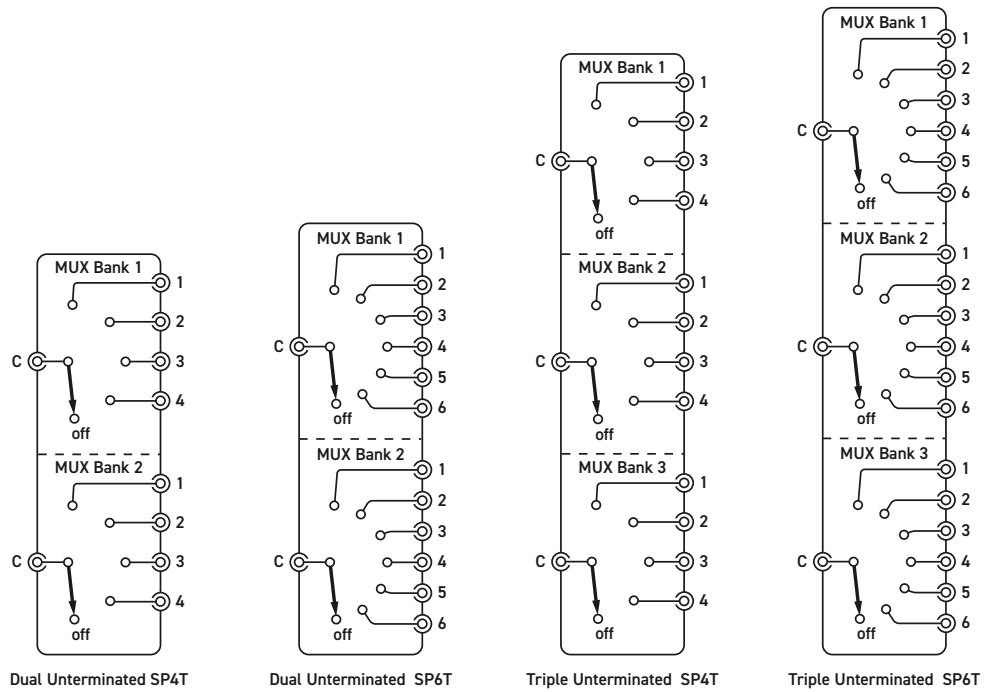 MUX Bank 1
1
2
C
3
4
off
MUX Bank 2
1
2
C
3
4
off
Dual Unterminated SP4T
MUX Bank 1
1
2
3
C
4
5
6
off
MUX Bank 2
1
2
3
C
4
5
6
off
Dual Unterminated SP6T
MUX Bank 1
1
2
C
3
4
off
MUX Bank 2
1
2
C
3
4
off
MUX Bank 3
1
2
C
3
4
off
Triple Unterminated SP4T
MUX Bank 1
1
2
3
C
4
5
6
off
MUX Bank 2
1
2
3
C
4
5
6
off
MUX Bank 3
1
2
3
C
4
5
6
off
Triple Unterminated SP6T